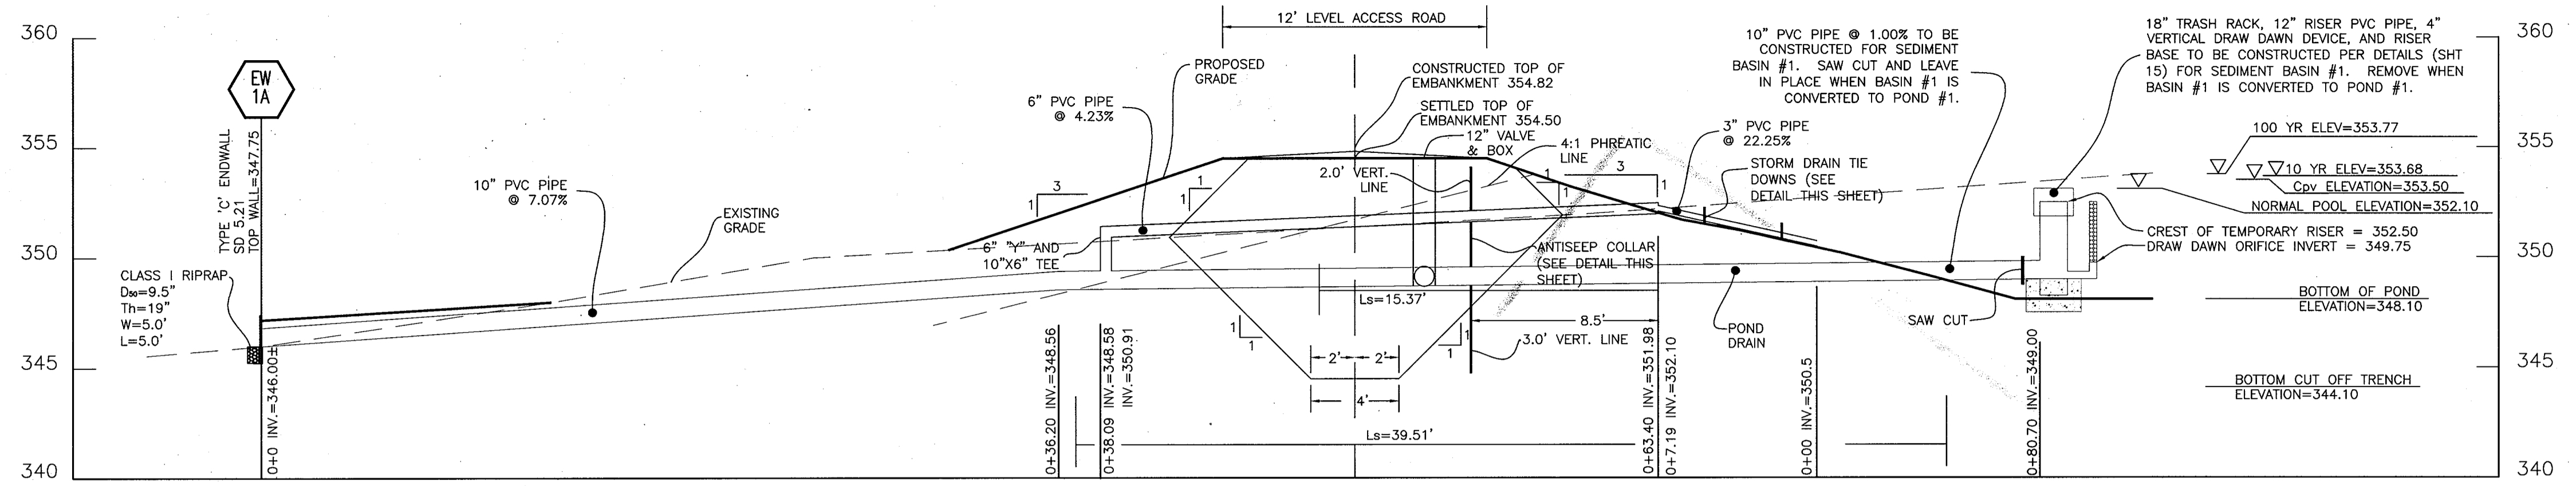 360
355
350
345
340
EW
1A
TYPE 'C' ENDWALL
SD 5.21
TOP WALL=347.75
CLASS I RIPRAP
D50=9.5"
Th=19"
W=5.0'
L=5.0'
0+0 INV.=346.00±
10" PVC PIPE
@ 7.07%
EXISTING
GRADE
6" PVC PIPE
@ 4.23%
PROPOSED
GRADE
12' LEVEL ACCESS ROAD
CONSTRUCTED TOP OF
EMBANKMENT 354.82
SETTLED TOP OF
EMBANKMENT 354.50
12" VALVE
& BOX
4:1 PHREATIC
LINE
2.0' VERT.
LINE
3
1
1
1
1
1
3
1
6" "Y" AND
10"X6" TEE
ANTISEEP COLLAR
(SEE DETAIL THIS
SHEET)
Ls=15.37'
8.5'
3.0' VERT. LINE
1
1
1
1
2'
2'
4'
Ls=39.51'
0+36.20 INV.=348.56
0+38.09 INV.=348.58
INV.=350.91
0+63.40 INV.=351.98
0+7.19 INV.=352.10
0+00 INV.=350.5
0+80.70 INV.=349.00
10" PVC PIPE @ 1.00% TO BE
CONSTRUCTED FOR SEDIMENT
BASIN #1. SAW CUT AND LEAVE
IN PLACE WHEN BASIN #1 IS
CONVERTED TO POND #1.
3" PVC PIPE
@ 22.25%
STORM DRAIN TIE
DOWNS (SEE
DETAIL THIS SHEET)
POND
DRAIN
SAW CUT
18" TRASH RACK, 12" RISER PVC PIPE, 4"
VERTICAL DRAW DAWN DEVICE, AND RISER
BASE TO BE CONSTRUCTED PER DETAILS (SHT
15) FOR SEDIMENT BASIN #1. REMOVE WHEN
BASIN #1 IS CONVERTED TO POND #1.
100 YR ELEV=353.77
10 YR ELEV=353.68
Cpv ELEVATION=353.50
NORMAL POOL ELEVATION=352.10
CREST OF TEMPORARY RISER = 352.50
DRAW DAWN ORIFICE INVERT = 349.75
BOTTOM OF POND
ELEVATION=348.10
BOTTOM CUT OFF TRENCH
ELEVATION=344.10
360
355
350
345
340